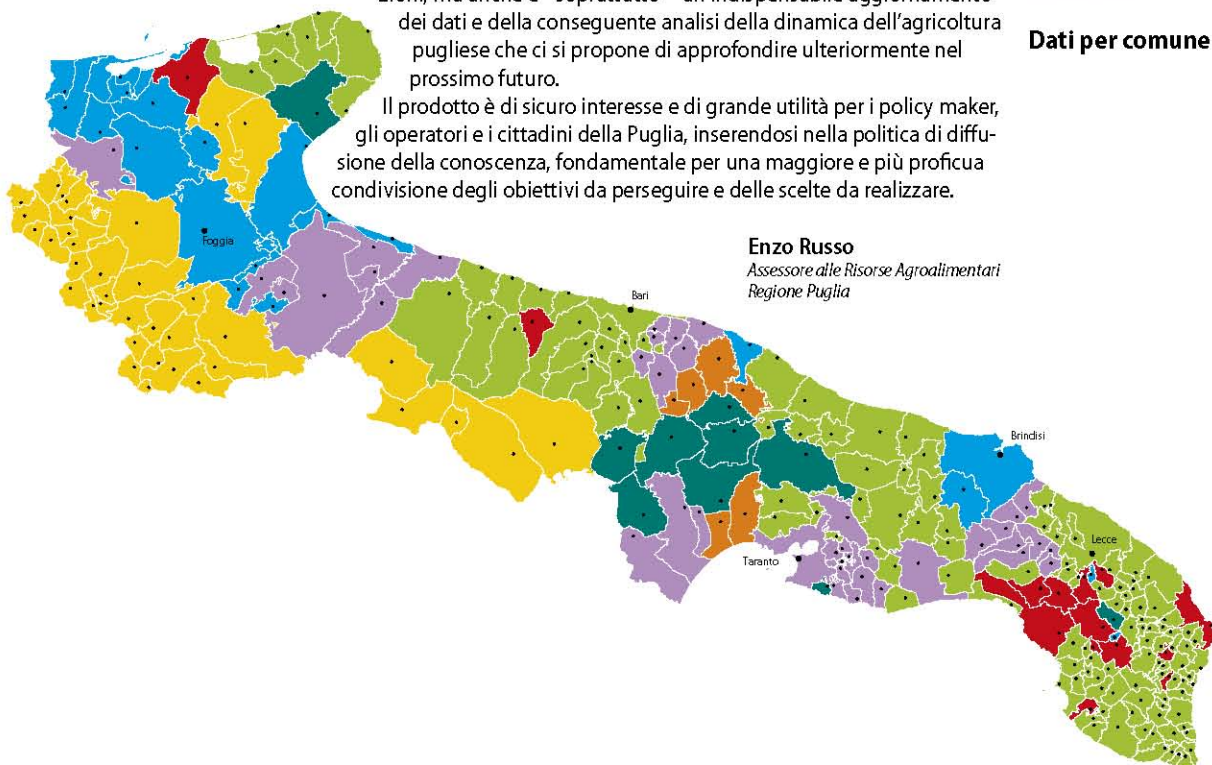 dei dati e della conseguente analisi della dinamica dell'agricoltura
pugliese che ci si propone di approfondire ulteriormente nel
prossimo futuro.
Il prodotto è di sicuro interesse e di grande utilità per i policy maker,
gli operatori e i cittadini della Puglia, inserendosi nella politica di diffu-
sione della conoscenza, fondamentale per una maggiore e più proficua
condivisione degli obiettivi da perseguire e delle scelte da realizzare.
Enzo Russo
Assessore alle Risorse Agroalimentari
Regione Puglia
Dati per comune
Foggia
Bari
Brindisi
Taranto
Lecce